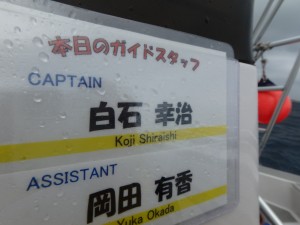 本日のガイドスタッフ
CAPTAIN
白石 幸治
Koji Shiraishi
ASSISTANT
岡田 有香
Yuka Okada